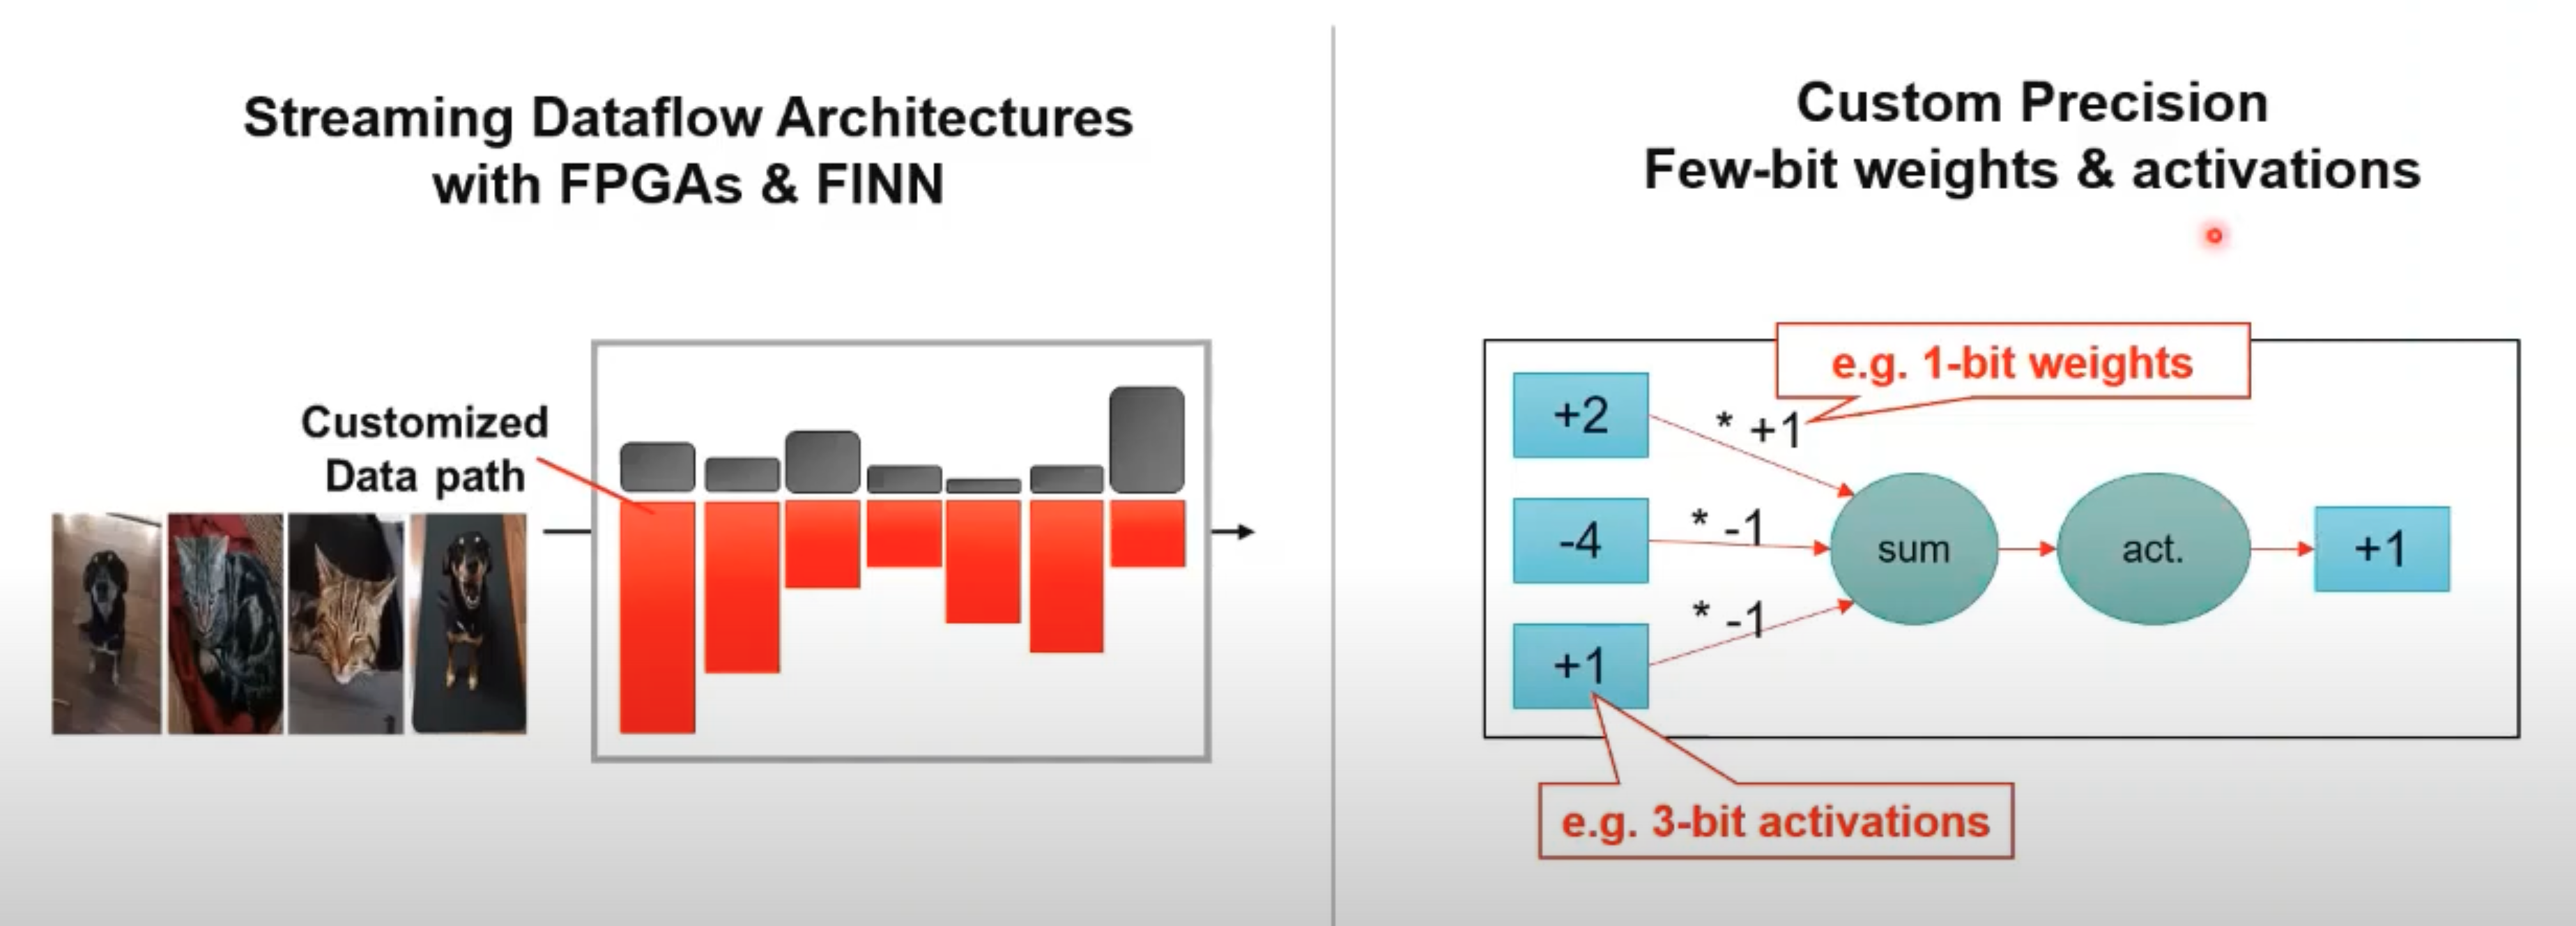 Streaming Dataflow Architectures
with FPGAs & FINN
Customized
Data path
Custom Precision
Few-bit weights & activations
e.g. 1-bit weights
+2
* +1
-4
* -1
sum
act.
+1
* -1
+1
e.g. 3-bit activations